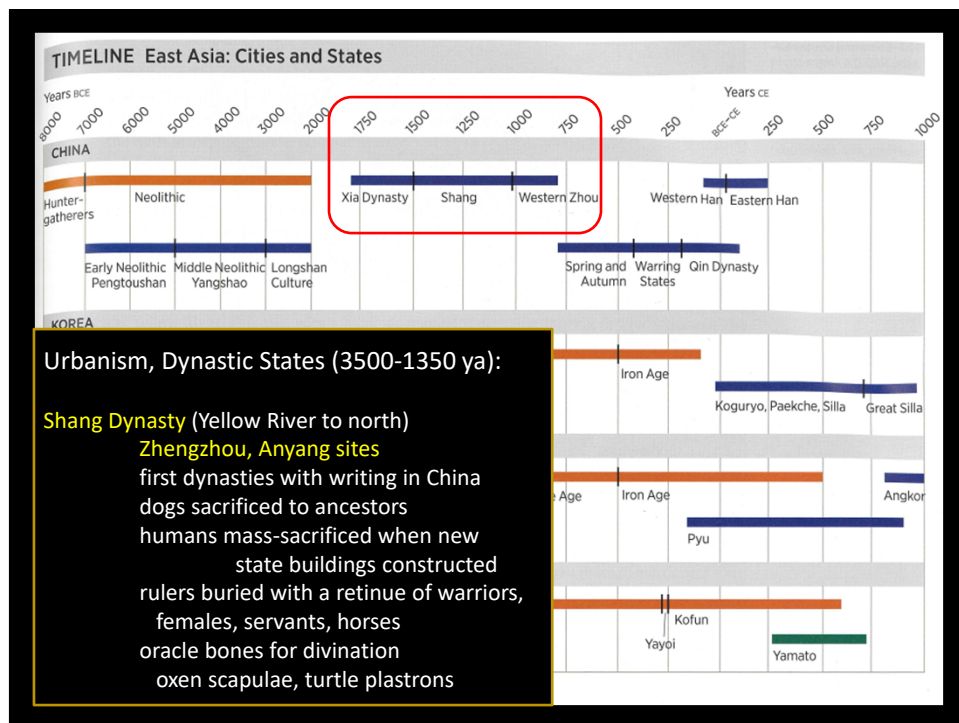 TIMELINE East Asia: Cities and States
Years BCE
Years CE
8000 7000 6000 5000 4000 3000 2000 1750 1500 1250 1000 750 500 250 BCE–CE 250 500 750 1000
CHINA
Hunter-
gatherers
Neolithic
Xia Dynasty
Shang
Western Zhou
Western Han
Eastern Han
Early Neolithic
Pengtoushan
Middle Neolithic
Yangshao
Longshan
Culture
Spring and
Autumn
Warring
States
Qin Dynasty
KOREA
Iron Age
Koguryo, Paekche, Silla
Great Silla
Age
Iron Age
Angkor
Pyu
Kofun
Yayoi
Yamato
Urbanism, Dynastic States (3500-1350 ya):
Shang Dynasty (Yellow River to north)
Zhengzhou, Anyang sites
first dynasties with writing in China
dogs sacrificed to ancestors
humans mass-sacrificed when new
state buildings constructed
rulers buried with a retinue of warriors,
females, servants, horses
oracle bones for divination
oxen scapulae, turtle plastrons